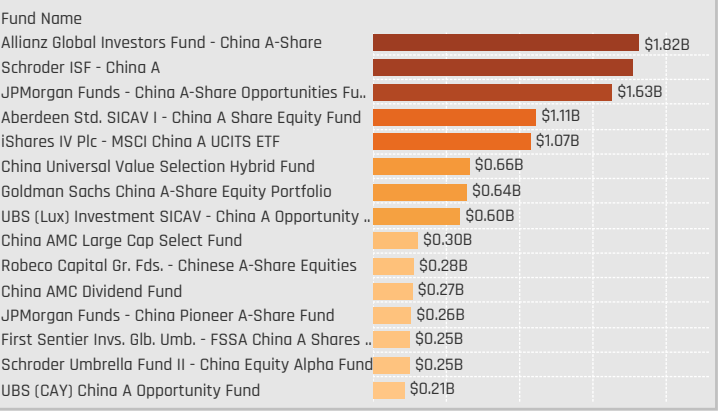 Fund Name
Allianz Global Investors Fund - China A-Share $1.82B
Schroder ISF - China A
JPMorgan Funds - China A-Share Opportunities Fu.. $1.63B
Aberdeen Std. SICAV I - China A Share Equity Fund $1.11B
iShares IV Plc - MSCI China A UCITS ETF $1.07B
China Universal Value Selection Hybrid Fund $0.66B
Goldman Sachs China A-Share Equity Portfolio $0.64B
UBS (Lux) Investment SICAV - China A Opportunity .. $0.60B
China AMC Large Cap Select Fund $0.30B
Robeco Capital Gr. Fds. - Chinese A-Share Equities $0.28B
China AMC Dividend Fund $0.27B
JPMorgan Funds - China Pioneer A-Share Fund $0.26B
First Sentier Invs. Glb. Umb. - FSSA China A Shares .. $0.25B
Schroder Umbrella Fund II - China Equity Alpha Fund $0.25B
UBS (CAY) China A Opportunity Fund $0.21B